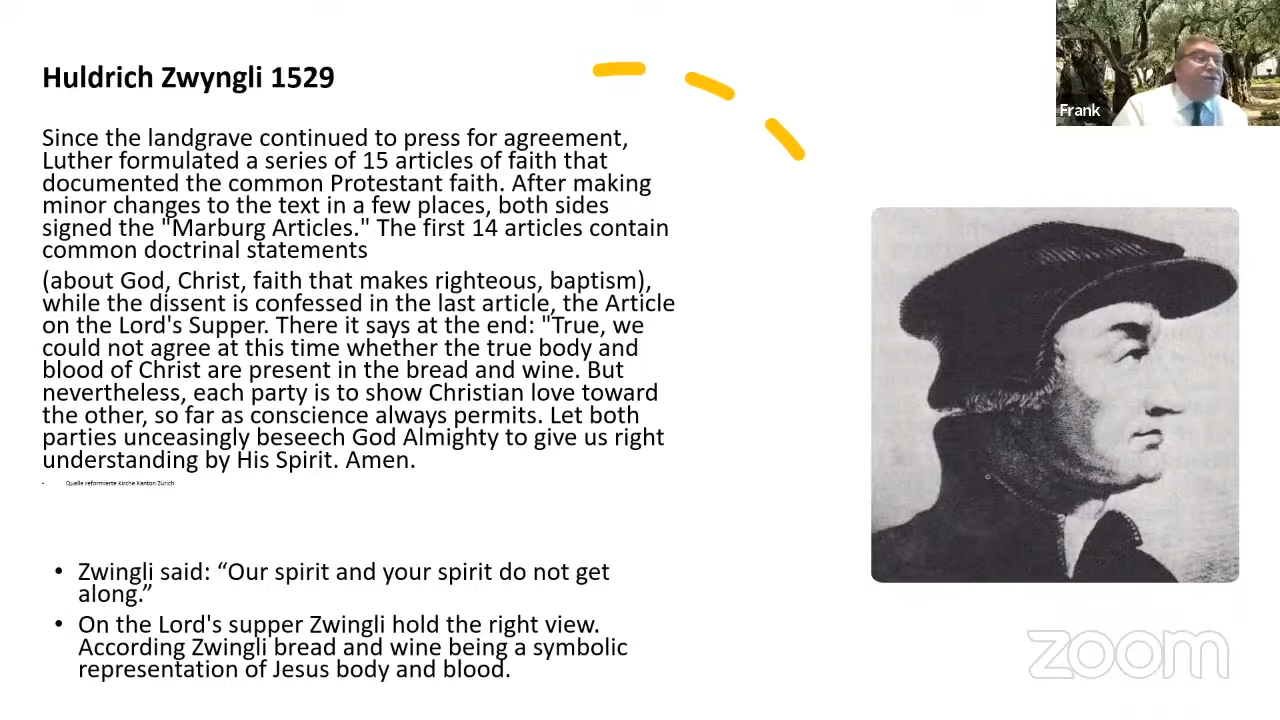 Huldrich Zwyngli 1529
Since the landgrave continued to press for agreement,
Luther formulated a series of 15 articles of faith that
documented the common Protestant faith. After making
minor changes to the text in a few places, both sides
signed the "Marburg Articles." The first 14 articles contain
common doctrinal statements
(about God, Christ, faith that makes righteous, baptism),
while the dissent is confessed in the last article, the Article
on the Lord's Supper. There it says at the end: "True, we
could not agree at this time whether the true body and
blood of Christ are present in the bread and wine. But
nevertheless, each party is to show Christian love toward
the other, so far as conscience always permits. Let both
parties unceasingly beseech God Almighty to give us right
understanding by His Spirit. Amen.
• Quelle reformierte Kirche Kanton Zürich
• Zwingli said: “Our spirit and your spirit do not get
along.”
• On the Lord's supper Zwingli hold the right view.
According Zwingli bread and wine being a symbolic
representation of Jesus body and blood.
Frank
zoom